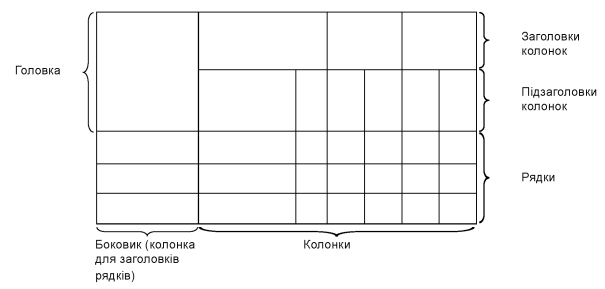 Заголовки
колонок
Головка
Підзаголовки
колонок
Рядки
Боковик (колонка
для заголовків
рядків)
Колонки